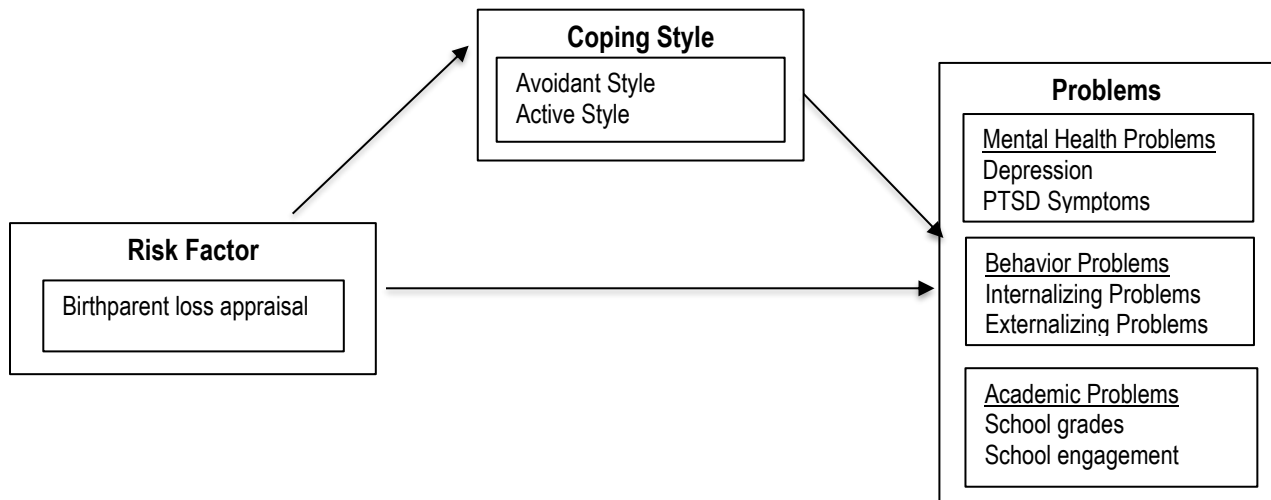 Coping Style
Avoidant Style
Active Style
Risk Factor
Birthparent loss appraisal
Problems
Mental Health Problems
Depression
PTSD Symptoms
Behavior Problems
Internalizing Problems
Externalizing Problems
Academic Problems
School grades
School engagement